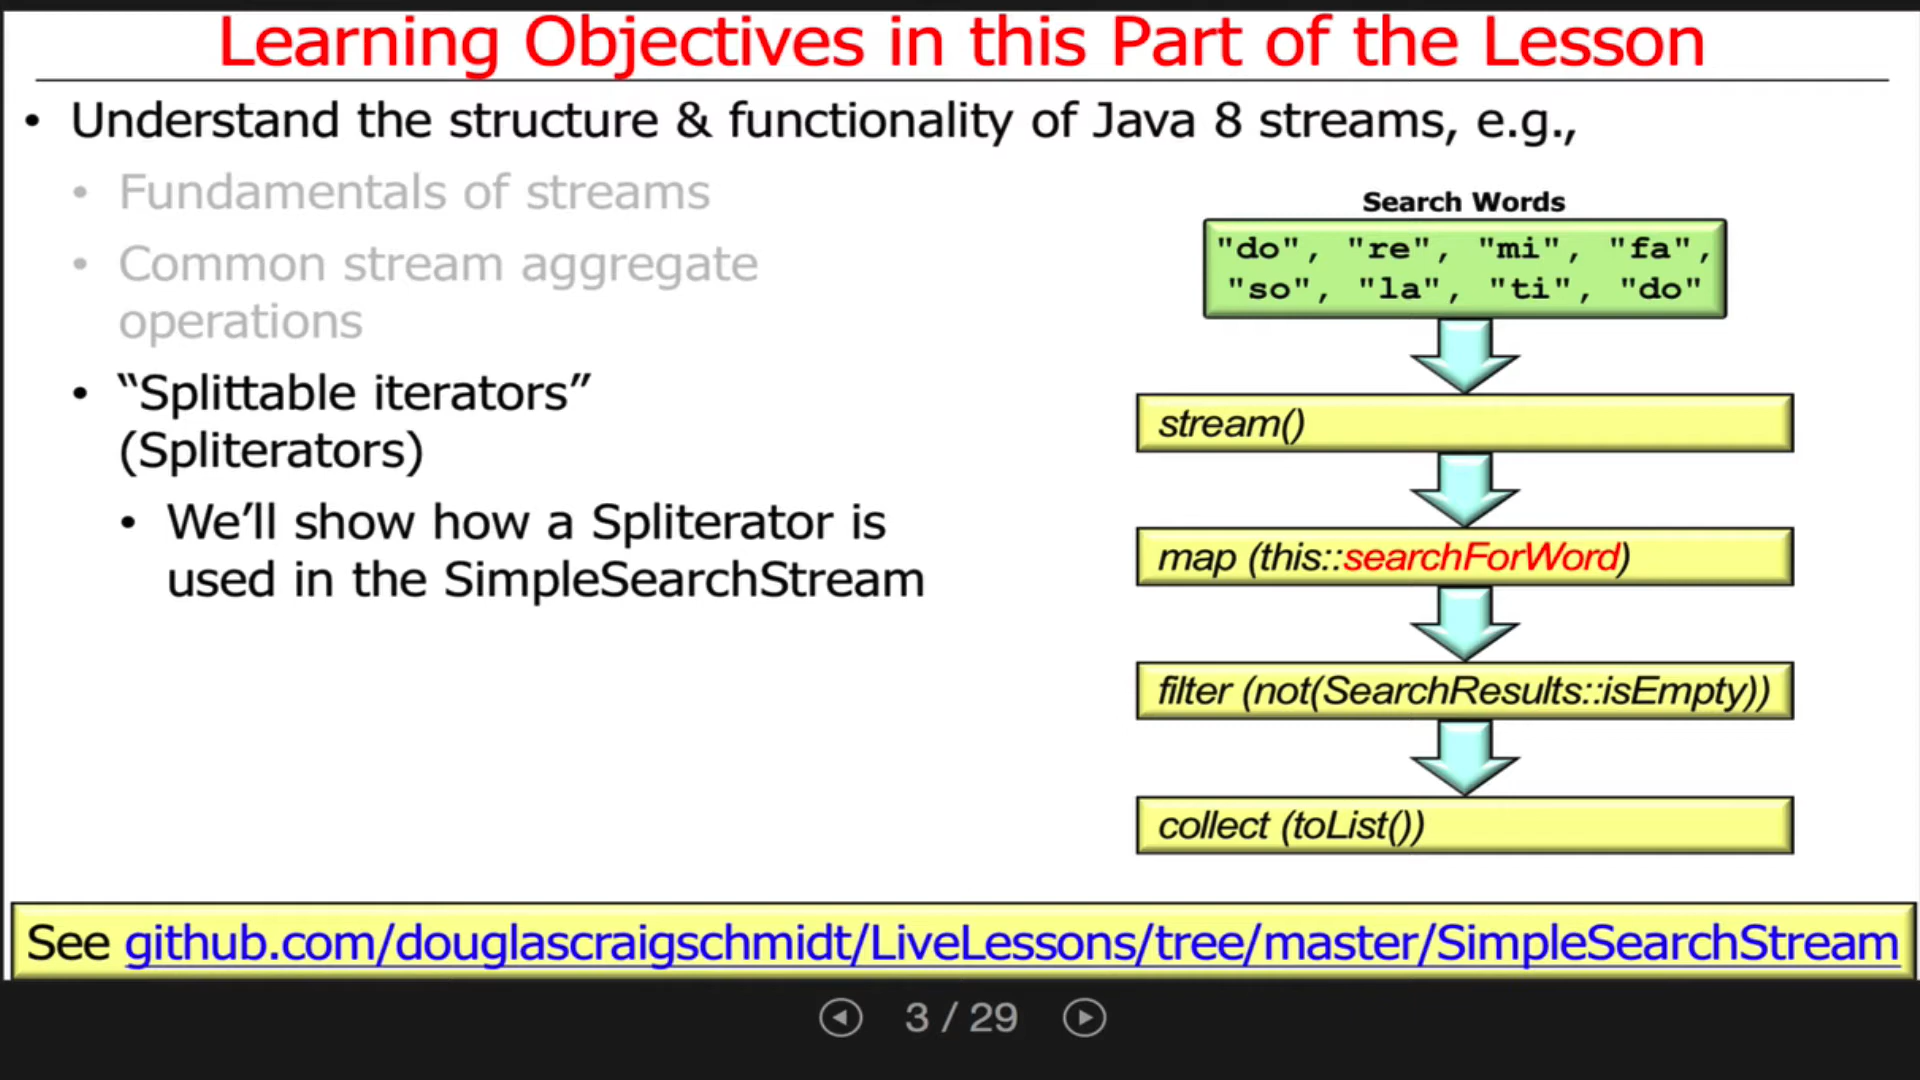 Learning Objectives in this Part of the Lesson
• Understand the structure & functionality of Java 8 streams, e.g.,
• Fundamentals of streams
• Common stream aggregate
operations
• “Splittable iterators”
(Spliterators)
• We’ll show how a Spliterator is
used in the SimpleSearchStream
Search Words
"do", "re", "mi", "fa",
"so", "la", "ti", "do"
stream()
map (this::searchForWord)
filter (not(SearchResults::isEmpty))
collect (toList())
See github.com/douglascraigschmidt/LiveLessons/tree/master/SimpleSearchStream
3 / 29